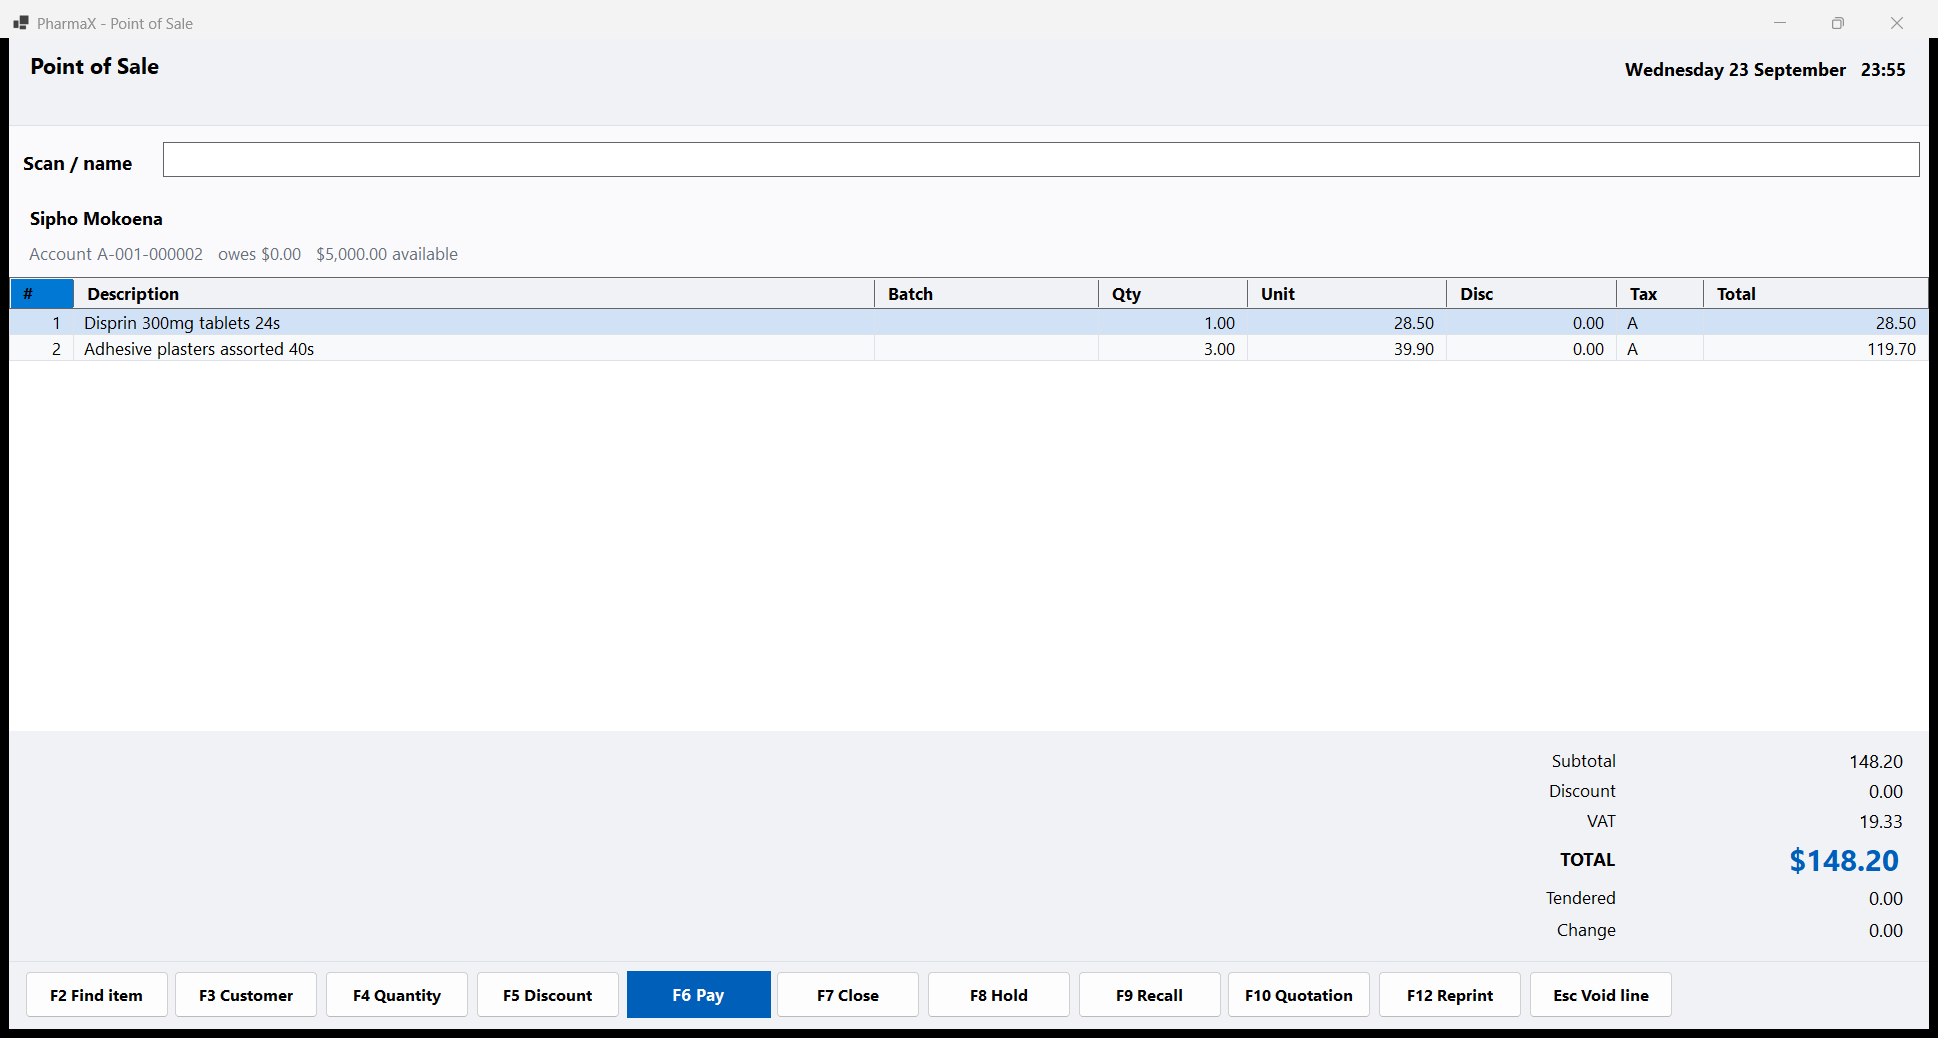 PharmaX - Point of Sale
Point of Sale
Wednesday 23 September 23:55
Scan / name
Sipho Mokoena
Account A-001-000002 owes $0.00 $5,000.00 available
# Description Batch Qty Unit Disc Tax Total
1 Disprin 300mg tablets 24s 1.00 28.50 0.00 A 28.50
2 Adhesive plasters assorted 40s 3.00 39.90 0.00 A 119.70
Subtotal 148.20
Discount 0.00
VAT 19.33
TOTAL $148.20
Tendered 0.00
Change 0.00
F2 Find item F3 Customer F4 Quantity F5 Discount F6 Pay F7 Close F8 Hold F9 Recall F10 Quotation F12 Reprint Esc Void line